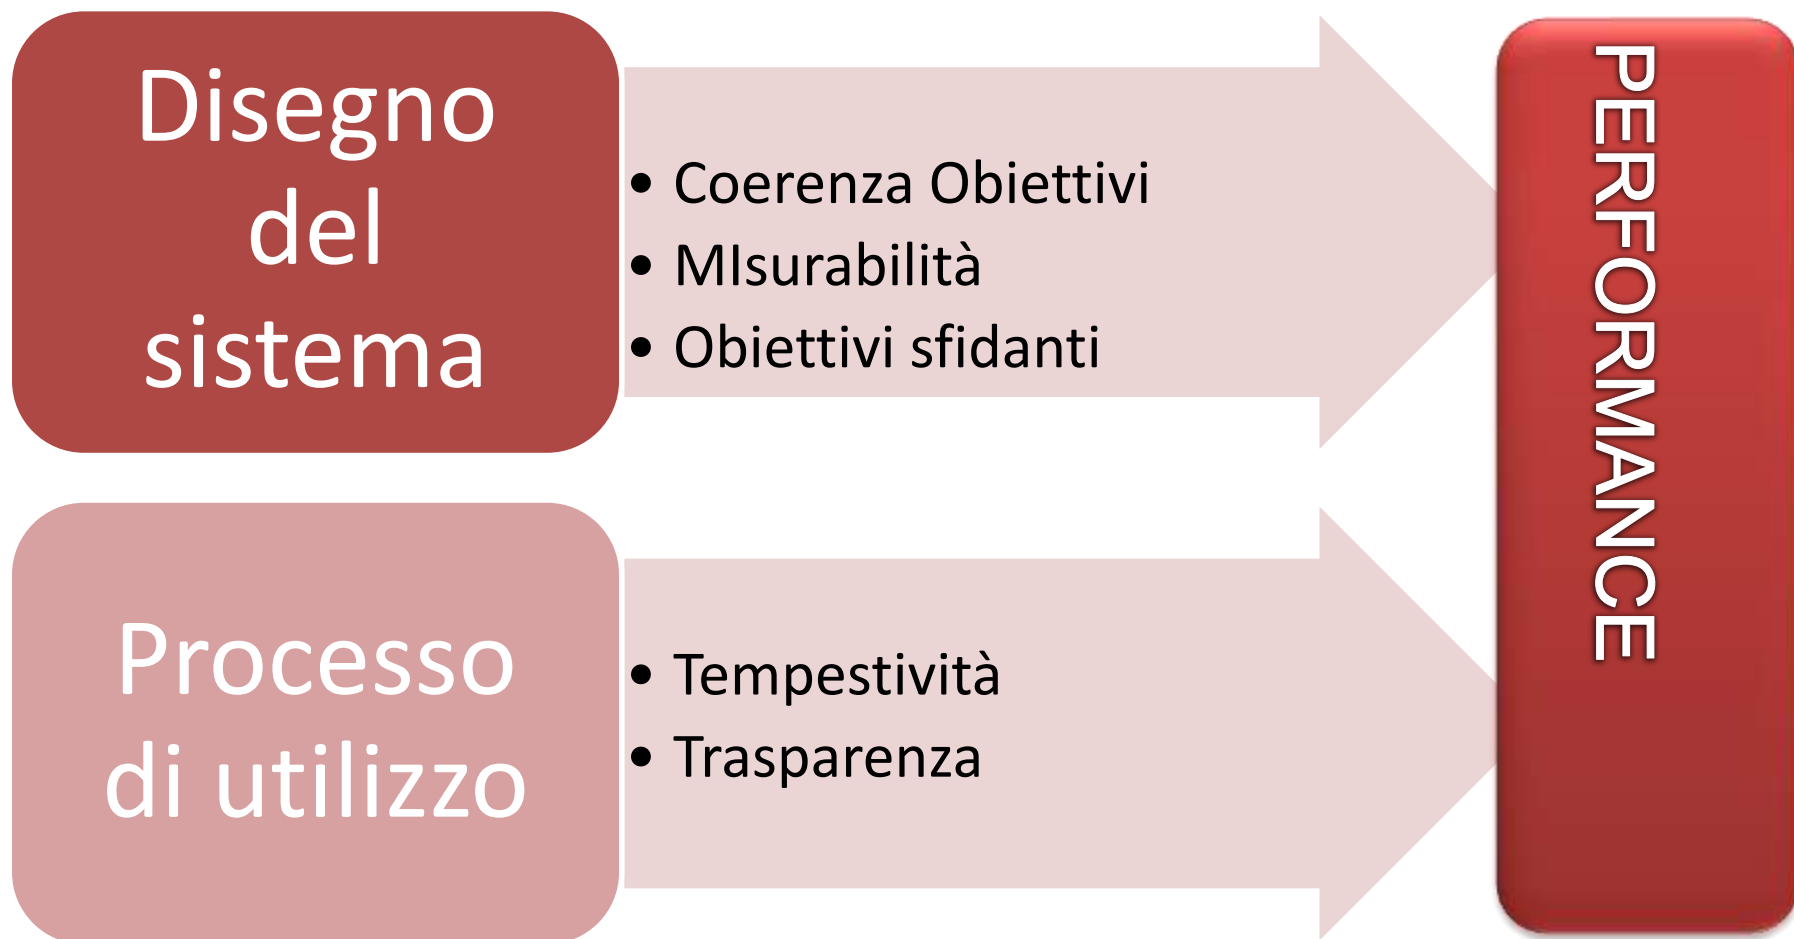 Disegno
del
sistema
• Coerenza Obiettivi
• MIsurabilità
• Obiettivi sfidanti
Processo
di utilizzo
• Tempestività
• Trasparenza
PERFORMANCE